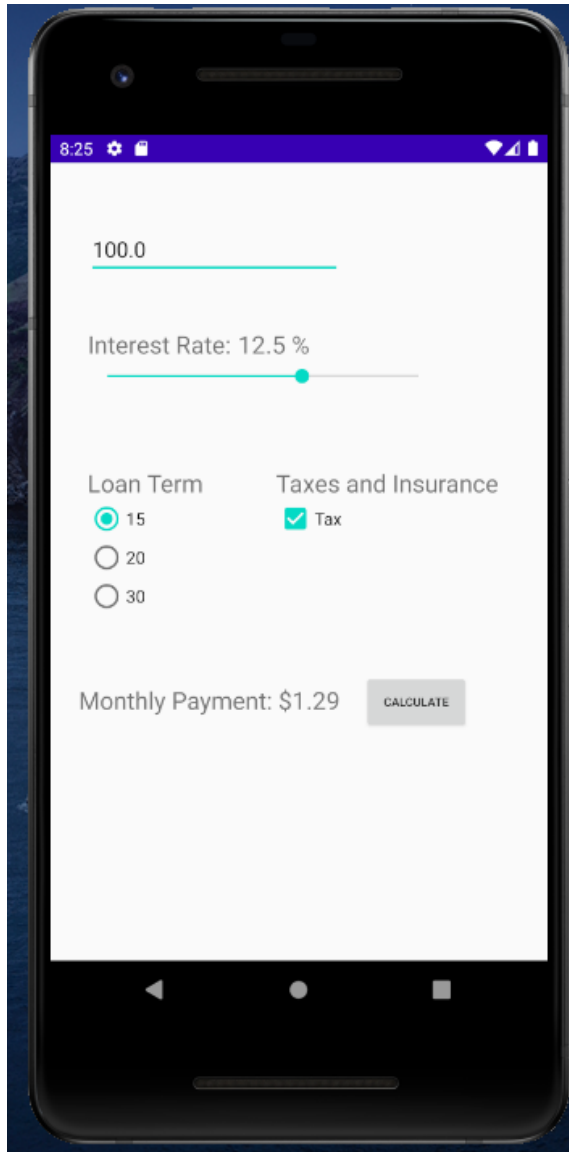 8:25
100.0
Interest Rate: 12.5 %
Loan Term
Taxes and Insurance
15
Tax
20
30
Monthly Payment: $1.29
CALCULATE